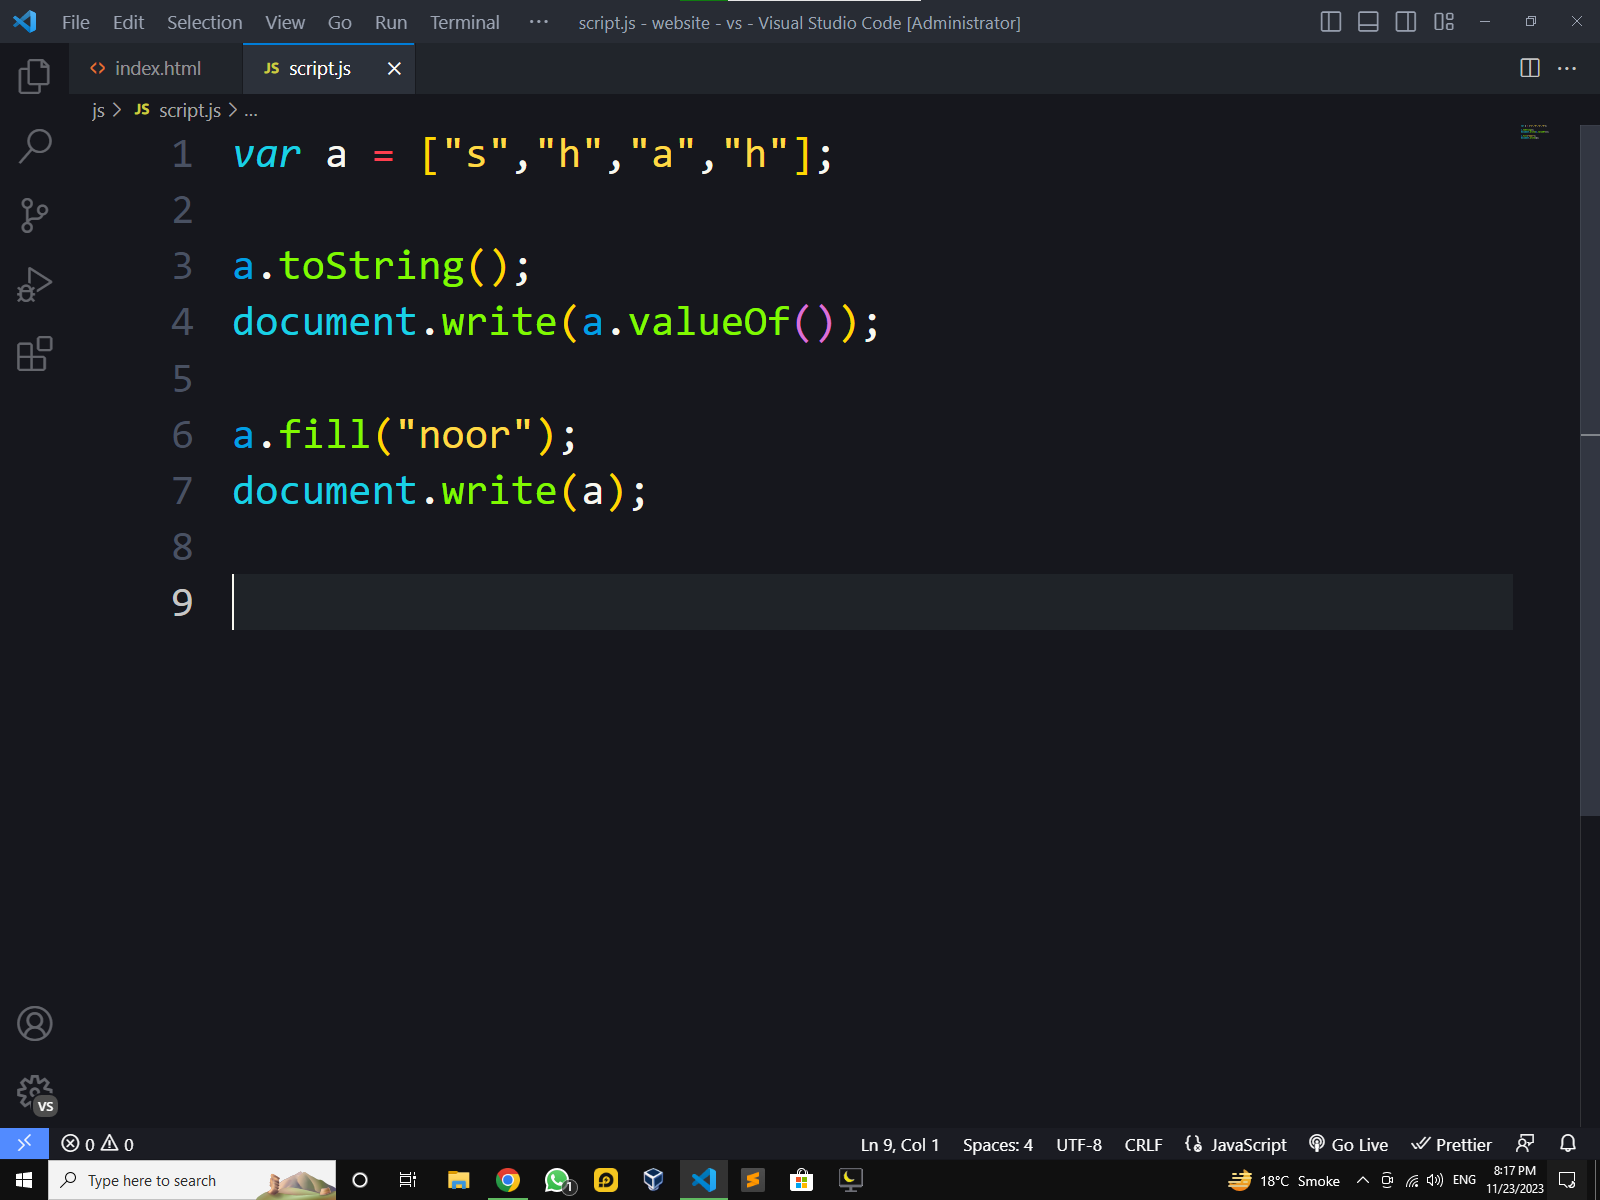 File Edit Selection View Go Run Terminal ··· script.js - website - vs - Visual Studio Code [Administrator]
<> index.html JS script.js ×
js > JS script.js > ...
1 var a = ["s","h","a","h"];
2
3 a.toString();
4 document.write(a.valueOf());
5
6 a.fill("noor");
7 document.write(a);
8
9
VS
0 0 Ln 9, Col 1 Spaces: 4 UTF-8 CRLF JavaScript Go Live Prettier
Type here to search 1 18°C Smoke ENG 8:17 PM
11/23/2023